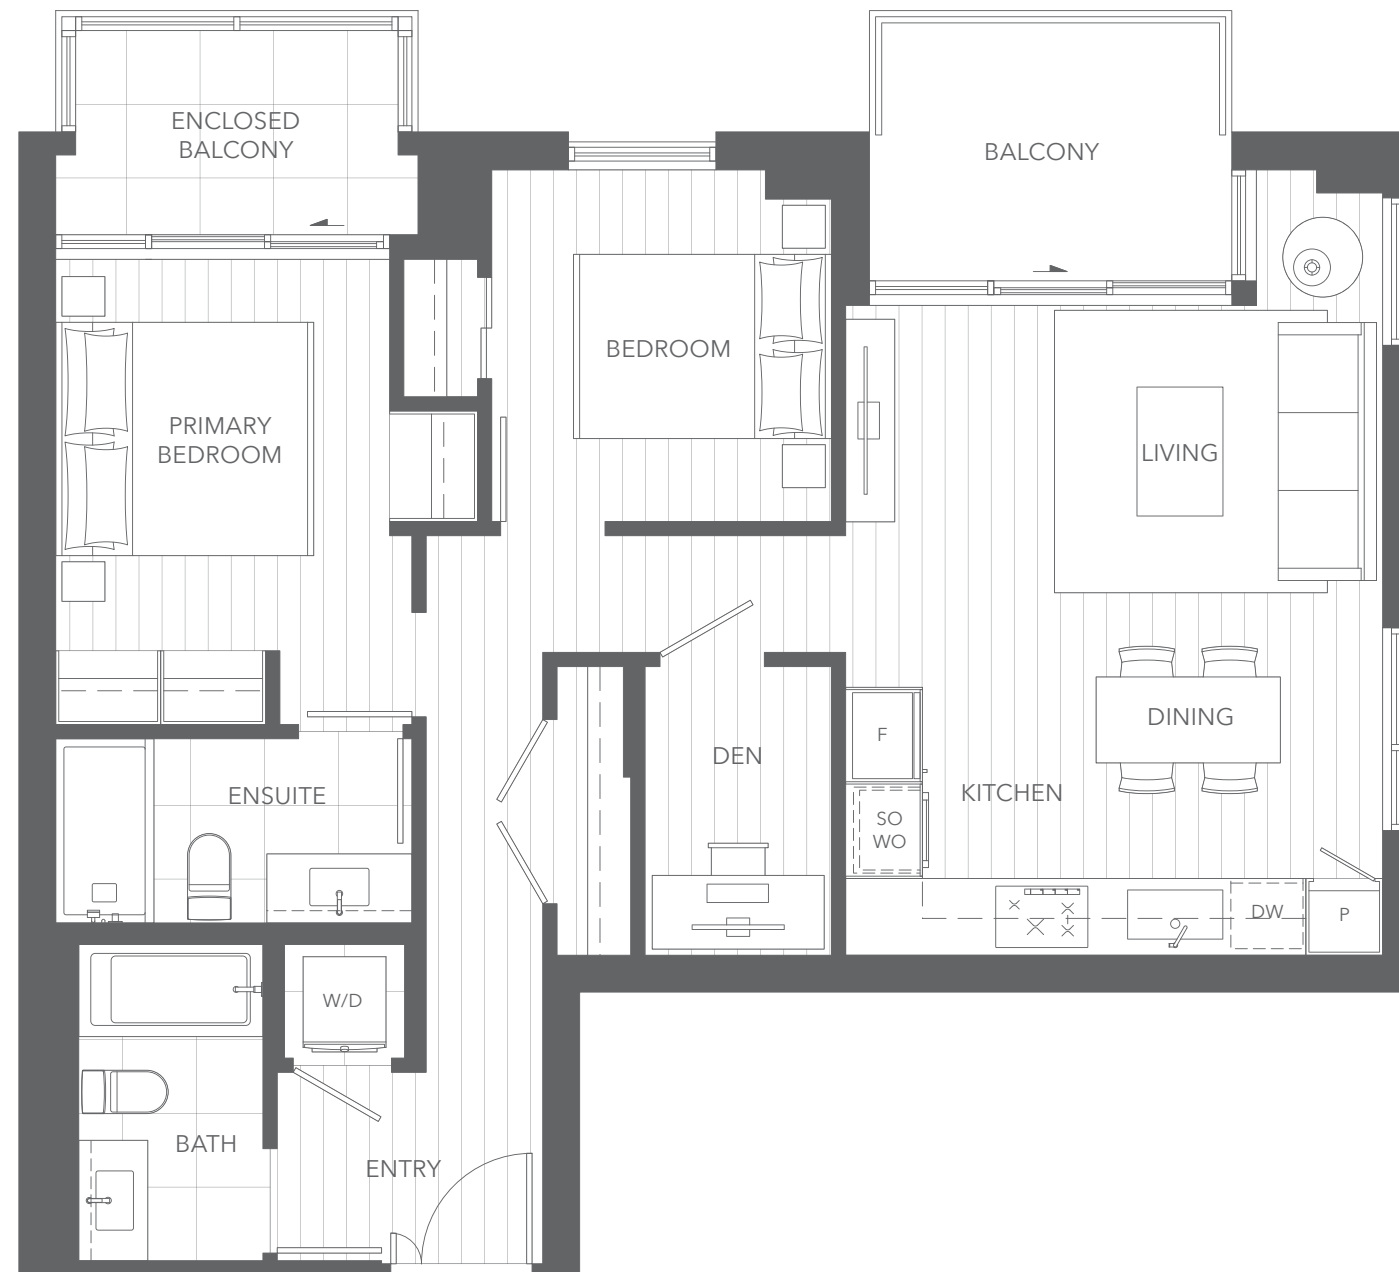 ENCLOSED
BALCONY
BALCONY
BEDROOM
PRIMARY
BEDROOM
LIVING
DINING
F
DEN
KITCHEN
ENSUITE
SO
WO
DW
P
W/D
BATH
ENTRY